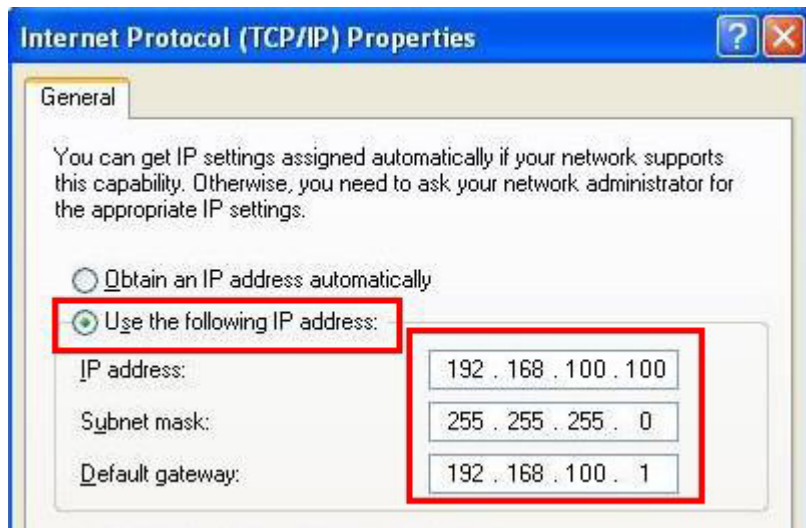 Internet Protocol (TCP/IP) Properties
General
You can get IP settings assigned automatically if your network supports
this capability. Otherwise, you need to ask your network administrator for
the appropriate IP settings.
Obtain an IP address automatically
Use the following IP address:
IP address: 192 . 168 . 100 . 100
Subnet mask: 255 . 255 . 255 . 0
Default gateway: 192 . 168 . 100 . 1